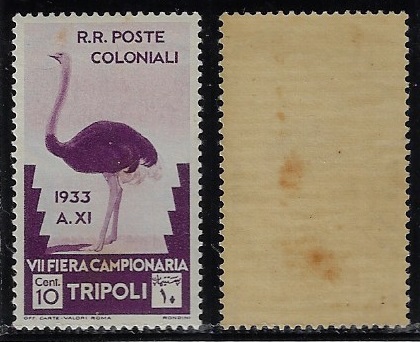 R.R. POSTE
COLONIALI
1933
A.XI
VII FIERA CAMPIONARIA
Cent.
10 TRIPOLI ١٠
OFF. CARTE-VALORI ROMA RONDINI